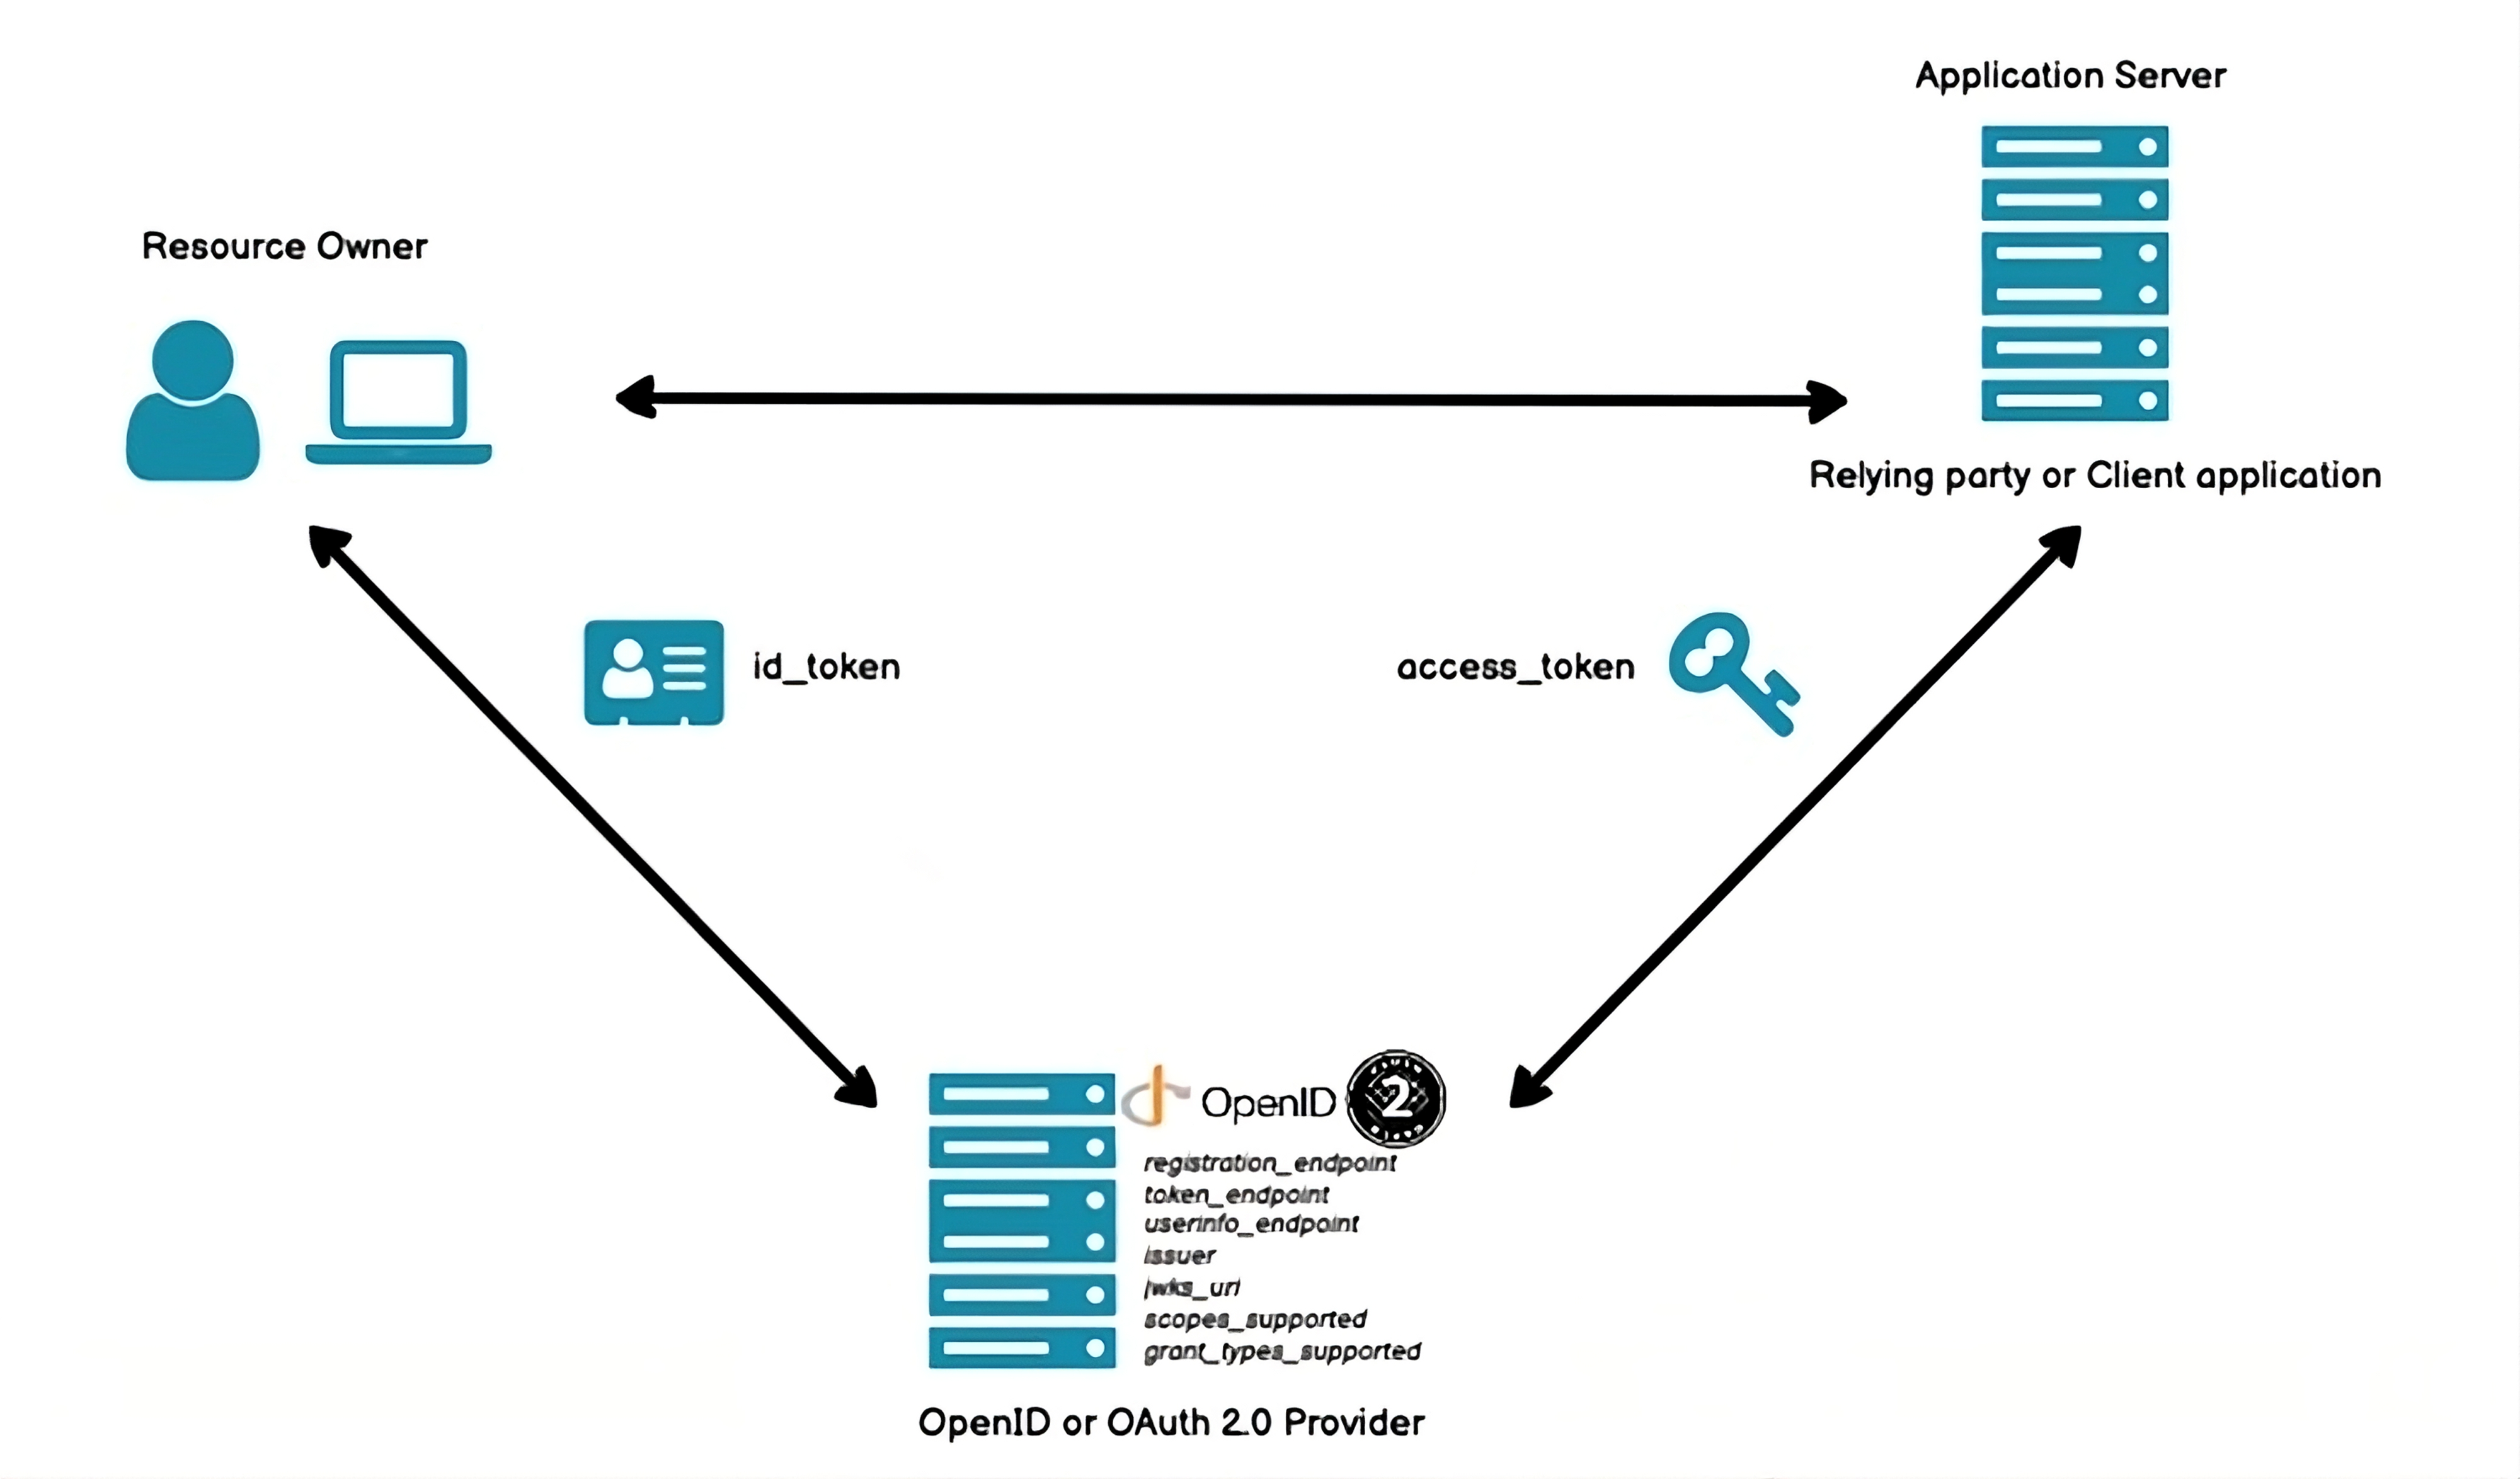 Application Server
Resource Owner
Relying party or Client application
id_token
access_token
OpenID
2
registration_endpoint
token_endpoint
userinfo_endpoint
issuer
jwks_uri
scopes_supported
grant_types_supported
OpenID or OAuth 2.0 Provider